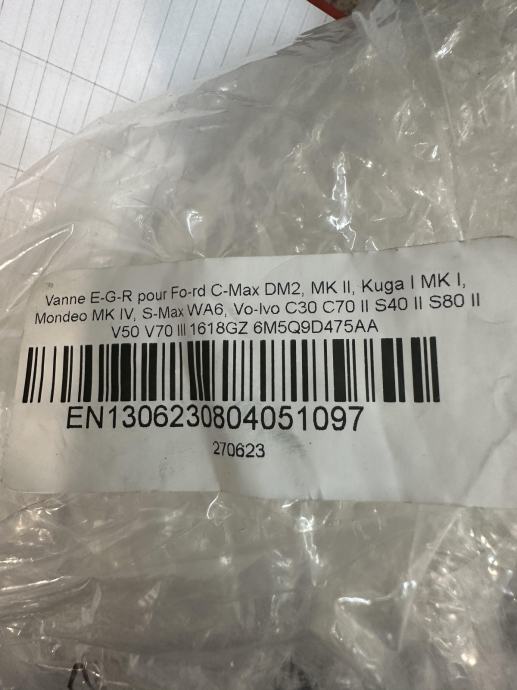 Vanne E-G-R pour Fo-rd C-Max DM2, MK II, Kuga I MK I,
Mondeo MK IV, S-Max WA6, Vo-lvo C30 C70 II S40 II S80 II
V50 V70 III 1618GZ 6M5Q9D475AA
EN1306230804051097
270623